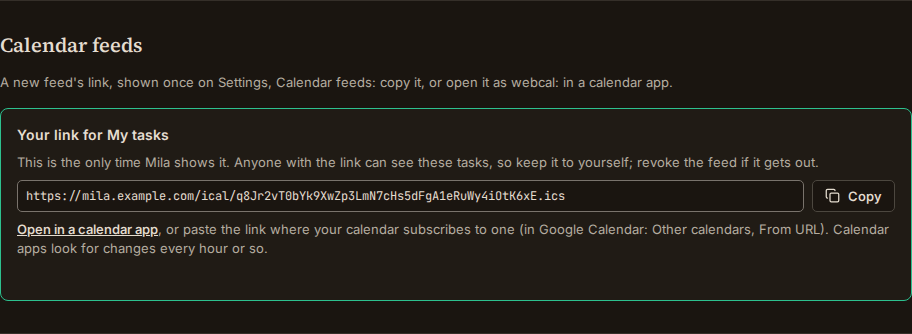 Calendar feeds
A new feed's link, shown once on Settings, Calendar feeds: copy it, or open it as webcal: in a calendar app.
Your link for My tasks
This is the only time Mila shows it. Anyone with the link can see these tasks, so keep it to yourself; revoke the feed if it gets out.
https://mila.example.com/ical/q8Jr2vT0bYk9XwZp3LmN7cHs5dFgA1eRuWy4iOtK6xE.ics
Copy
Open in a calendar app, or paste the link where your calendar subscribes to one (in Google Calendar: Other calendars, From URL). Calendar
apps look for changes every hour or so.